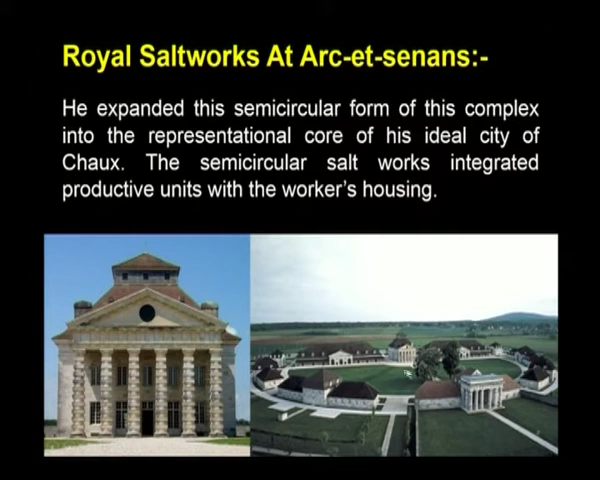 Royal Saltworks At Arc-et-senans:-
He expanded this semicircular form of this complex
into the representational core of his ideal city of
Chaux. The semicircular salt works integrated
productive units with the worker's housing.